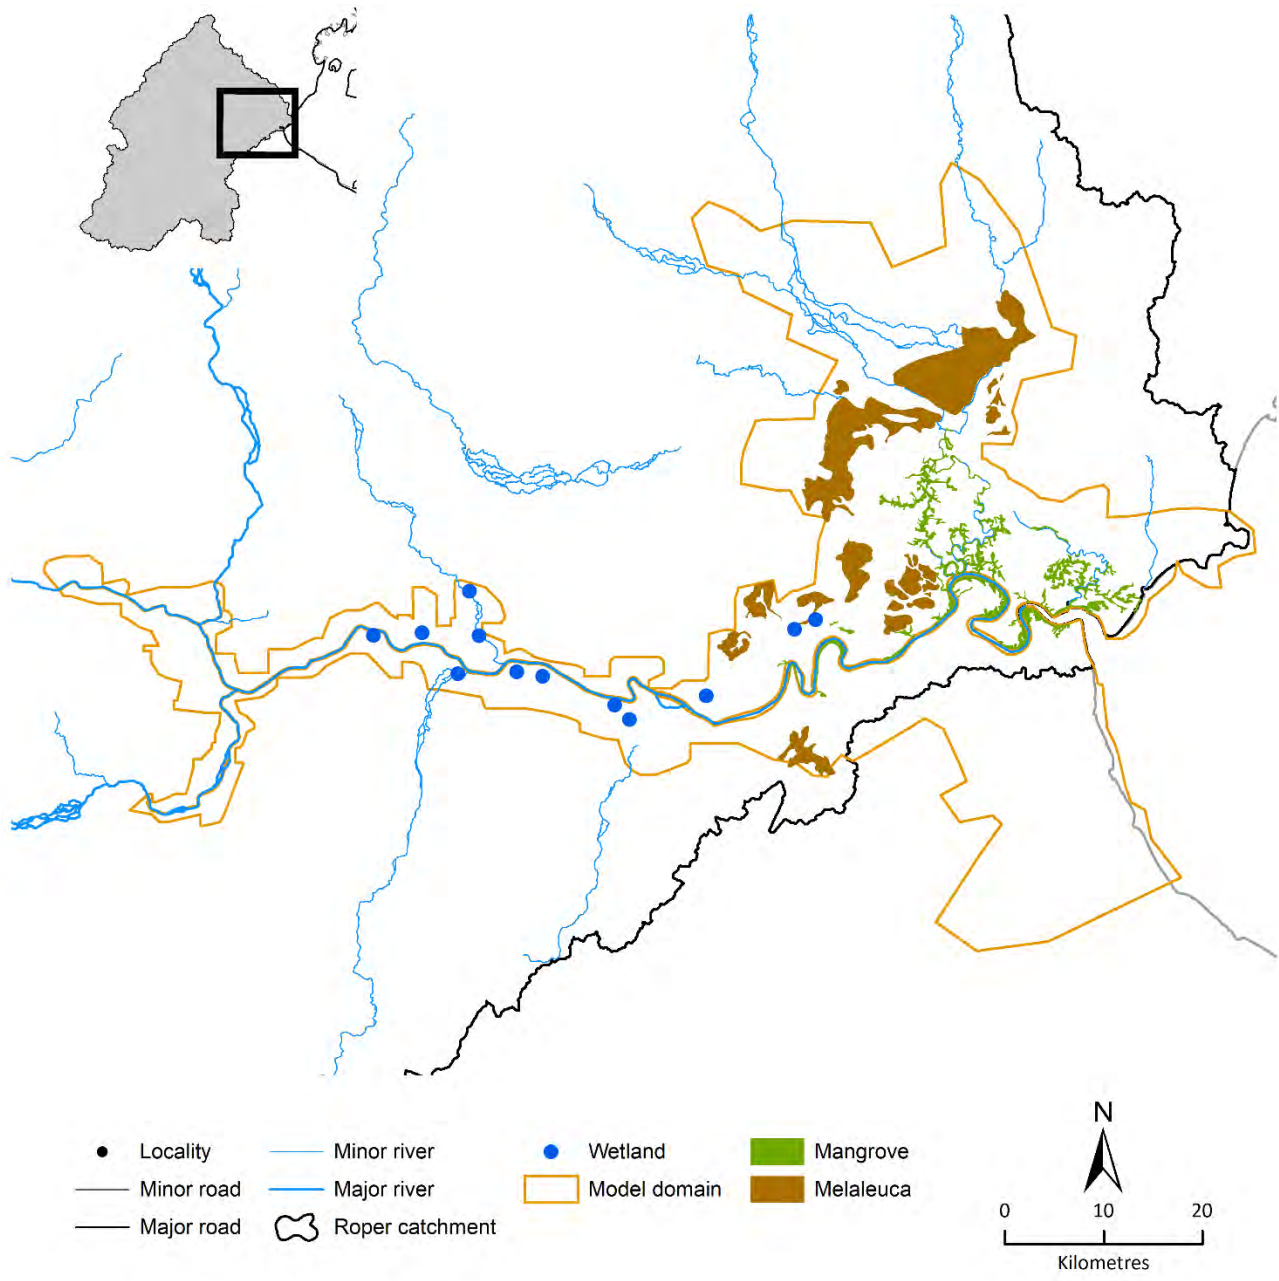 Locality
Minor river
Wetland
Mangrove
Minor road
Major river
Model domain
Melaleuca
Major road
Roper catchment
N
0 10 20
Kilometres